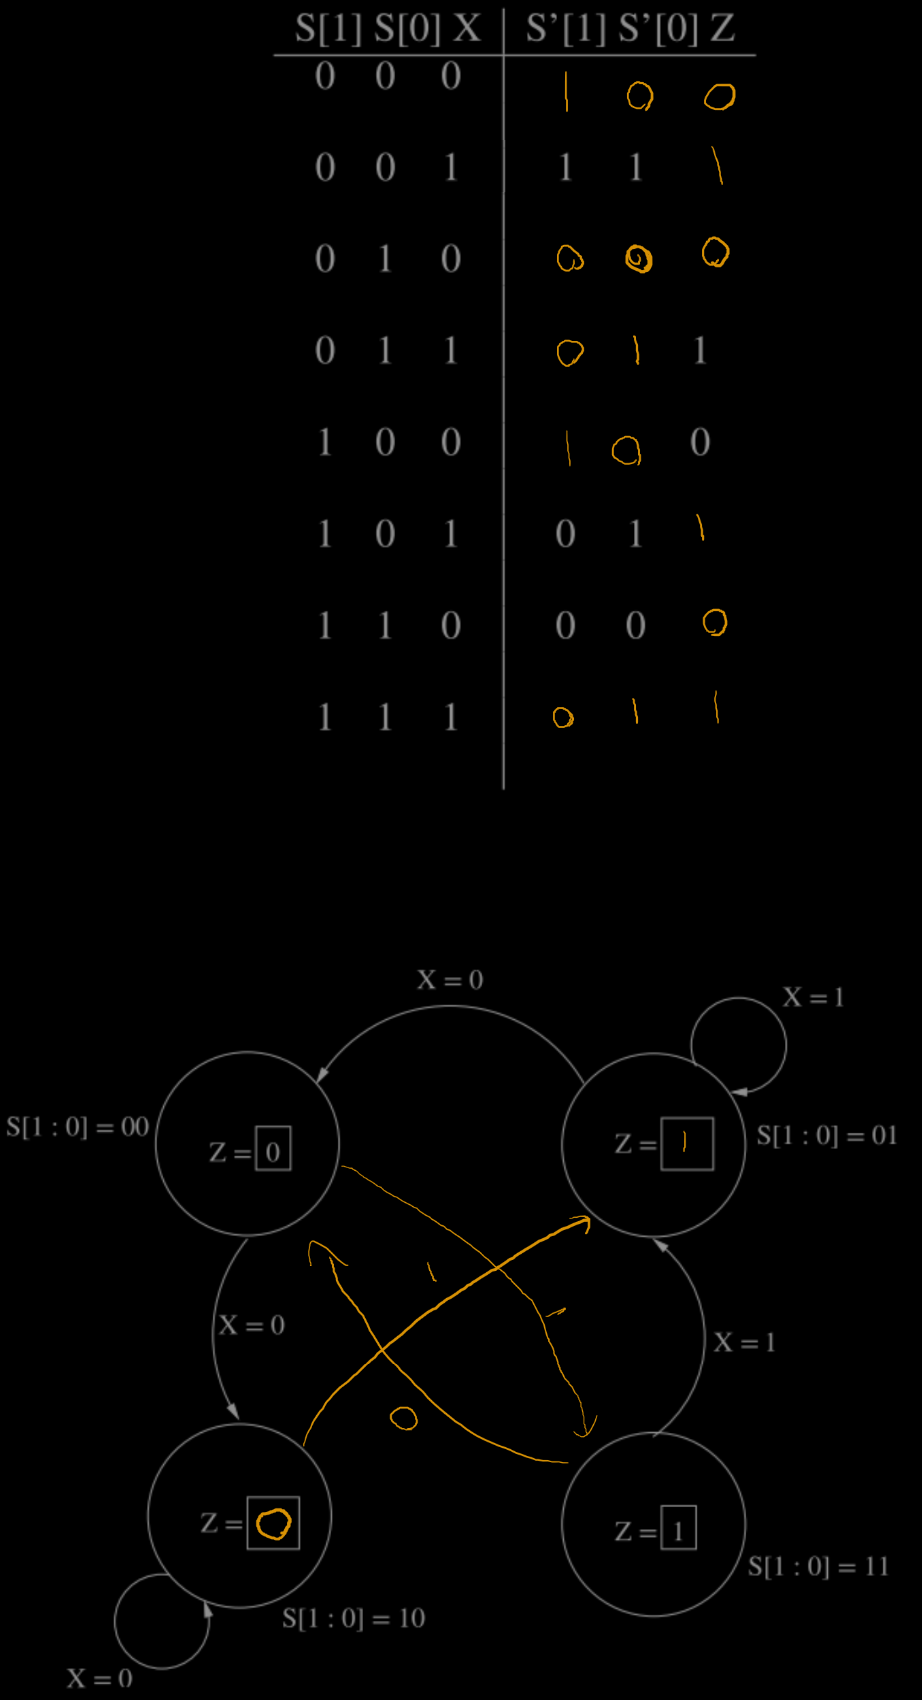 S[1] S[0] X S’[1] S’[0] Z
0 0 0 1 0 0
0 0 1 1 1 1
0 1 0 0 0 0
0 1 1 0 1 1
1 0 0 1 0 0
1 0 1 0 1 1
1 1 0 0 0 0
1 1 1 0 1 1
X = 0
X = 1
S[1 : 0] = 00
Z = 0
Z = 1
S[1 : 0] = 01
1
1
X = 0
X = 1
0
Z = 0
Z = 1
S[1 : 0] = 11
S[1 : 0] = 10
X = 0